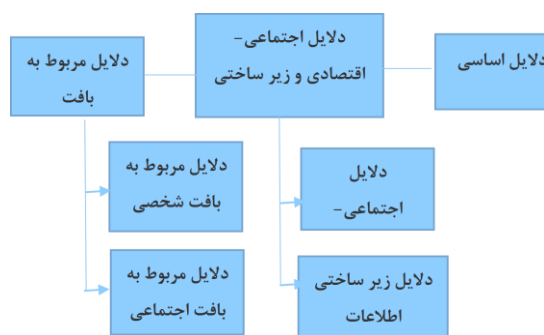 دلایل اساسی
دلایل اجتماعی-
اقتصادی و زیر ساختی
دلایل مربوط به
بافت
دلایل
اجتماعی-
دلایل مربوط به
بافت شخصی
دلایل زیر ساختی
اطلاعات
دلایل مربوط به
بافت اجتماعی